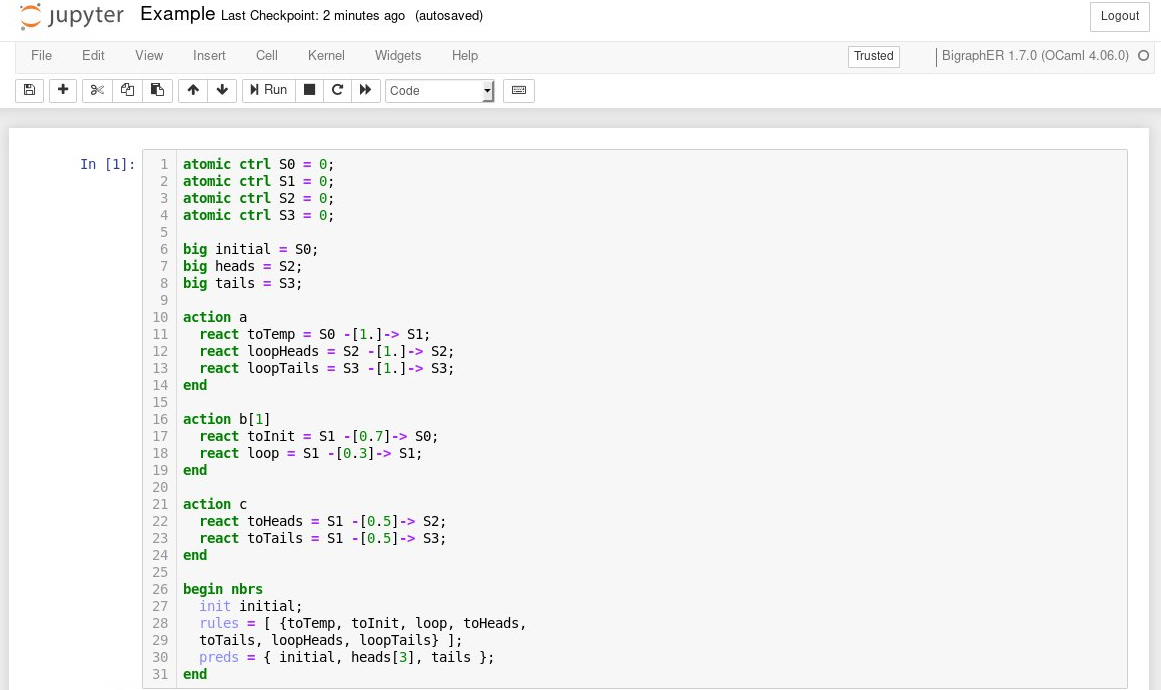 jupyter Example Last Checkpoint: 2 minutes ago (autosaved) Logout
File Edit View Insert Cell Kernel Widgets Help Trusted BigraphER 1.7.0 (OCaml 4.06.0)
Run Code
In [1]:
1 atomic ctrl S0 = 0;
2 atomic ctrl S1 = 0;
3 atomic ctrl S2 = 0;
4 atomic ctrl S3 = 0;
5
6 big initial = S0;
7 big heads = S2;
8 big tails = S3;
9
10 action a
11   react toTemp = S0 -[1.]-> S1;
12   react loopHeads = S2 -[1.]-> S2;
13   react loopTails = S3 -[1.]-> S3;
14 end
15
16 action b[1]
17   react toInit = S1 -[0.7]-> S0;
18   react loop = S1 -[0.3]-> S1;
19 end
20
21 action c
22   react toHeads = S1 -[0.5]-> S2;
23   react toTails = S1 -[0.5]-> S3;
24 end
25
26 begin nbrs
27   init initial;
28   rules = [ {toTemp, toInit, loop, toHeads,
29   toTails, loopHeads, loopTails} ];
30   preds = { initial, heads[3], tails };
31 end